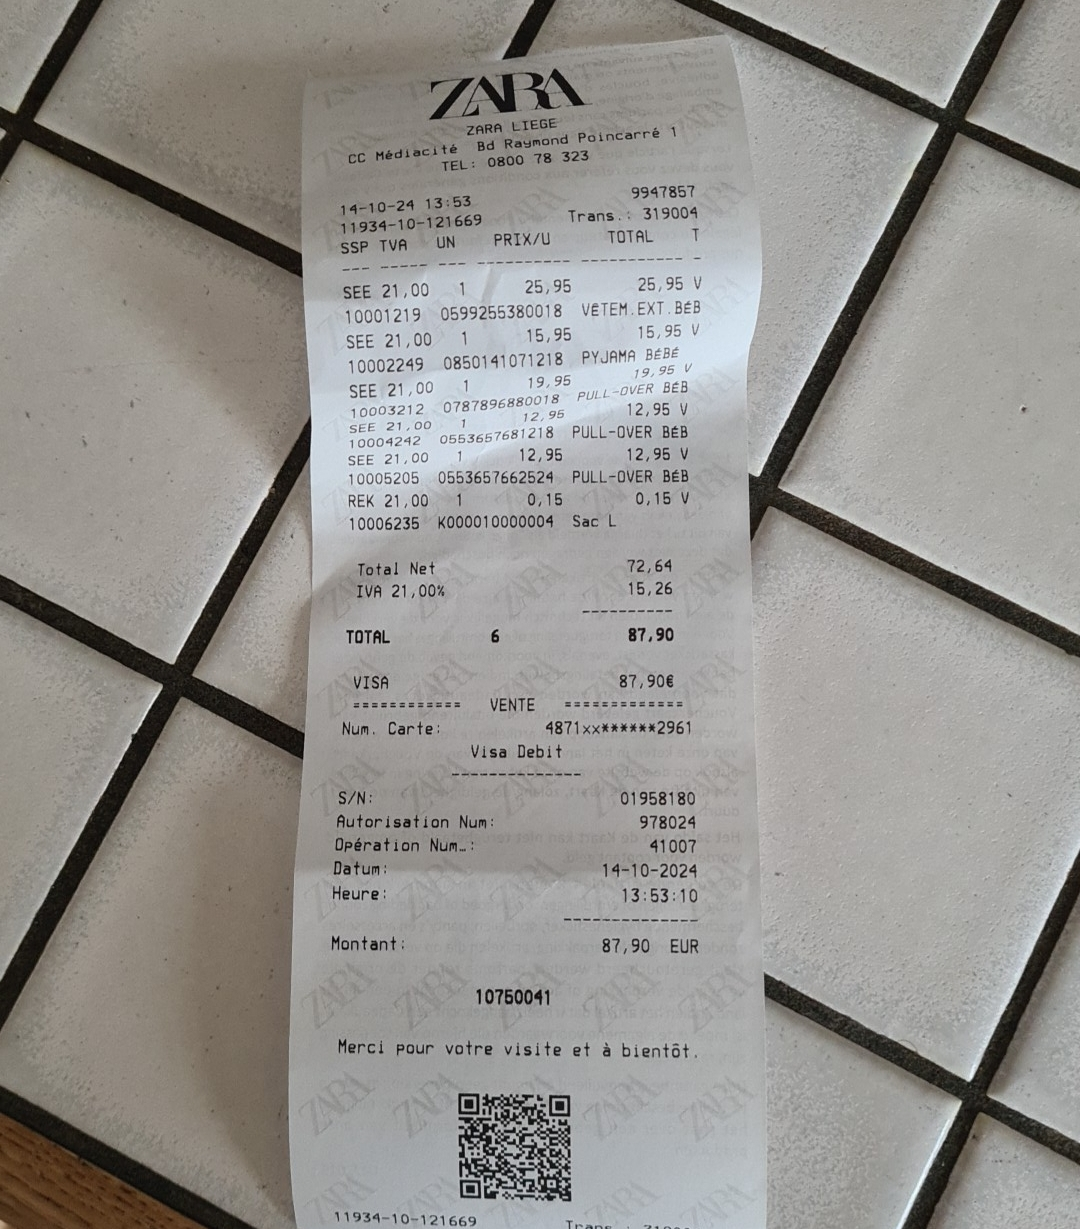 ZARA
ZARA LIEGE
CC Médiacité Bd Raymond Poincarré 1
TEL: 0800 78 323
14-10-24 13:53 9947857
11934-10-121669 Trans.: 319004
SSP TVA UN PRIX/U TOTAL T
--- ----- --- ---------- ----------- -
SEE 21,00 1 25,95 25,95 V
10001219 0599255380018 VÊTEM.EXT.BÉB
SEE 21,00 1 15,95 15,95 V
10002249 0850141071218 PYJAMA BÉBÉ
SEE 21,00 1 19,95 19,95 V
10003212 0787896880018 PULL-OVER BÉB
SEE 21,00 1 12,95 12,95 V
10004242 0553657681218 PULL-OVER BÉB
SEE 21,00 1 12,95 12,95 V
10005205 0553657662524 PULL-OVER BÉB
REK 21,00 1 0,15 0,15 V
10006235 K000010000004 Sac L
Total Net 72,64
IVA 21,00% 15,26
----------
TOTAL 6 87,90
VISA 87,90€
============ VENTE =============
Num. Carte: 4871xx******2961
Visa Debit
--------------
S/N: 01958180
Autorisation Num: 978024
Opération Num…: 41007
Datum: 14-10-2024
Heure: 13:53:10
--------------
Montant: 87,90 EUR
10750041
Merci pour votre visite et à bientôt.
11934-10-121669 Trans